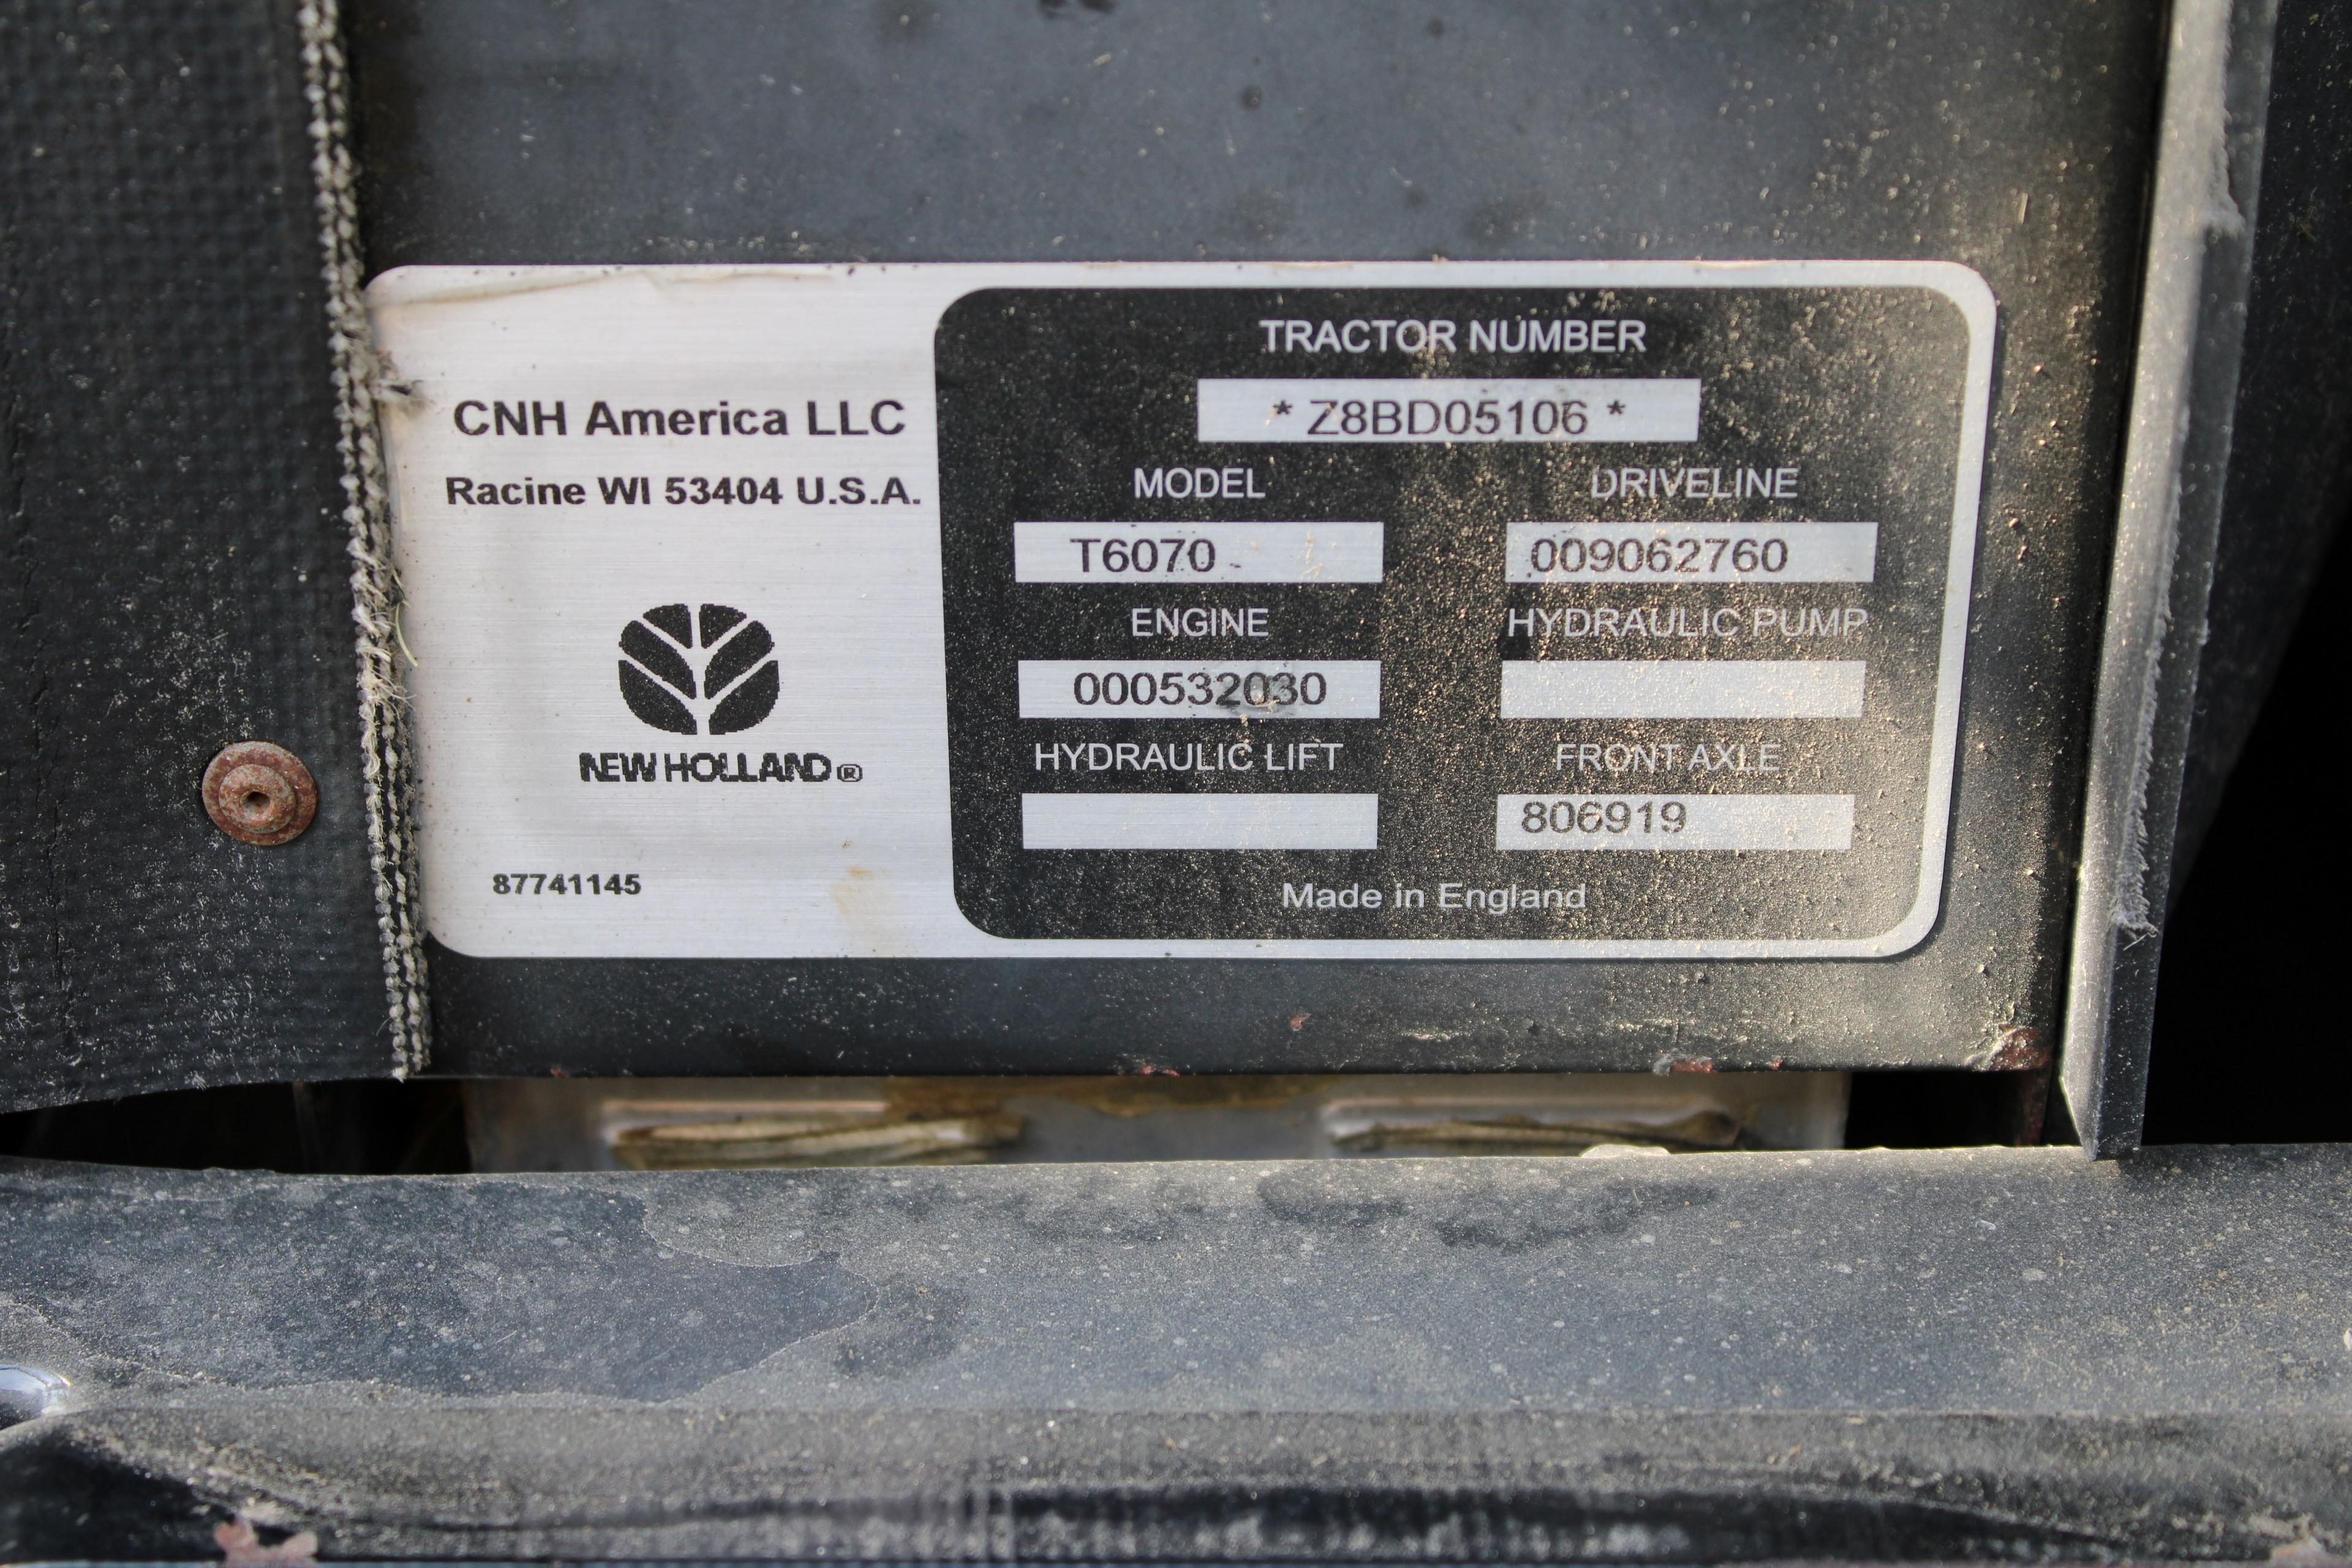 CNH America LLC
Racine WI 53404 U.S.A.
NEW HOLLAND®
87741145
TRACTOR NUMBER
* Z8BD05106 *
MODEL
DRIVELINE
T6070
009062760
ENGINE
HYDRAULIC PUMP
000532030
HYDRAULIC LIFT
FRONT AXLE
806919
Made in England